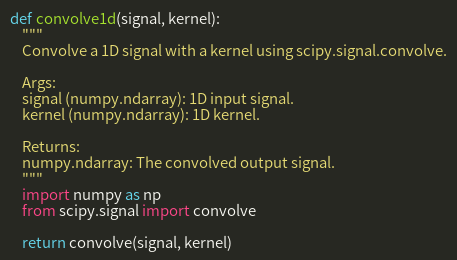 def convolve1d(signal, kernel):
    """
    Convolve a 1D signal with a kernel using scipy.signal.convolve.

    Args:
    signal (numpy.ndarray): 1D input signal.
    kernel (numpy.ndarray): 1D kernel.

    Returns:
    numpy.ndarray: The convolved output signal.
    """
    import numpy as np
    from scipy.signal import convolve

    return convolve(signal, kernel)